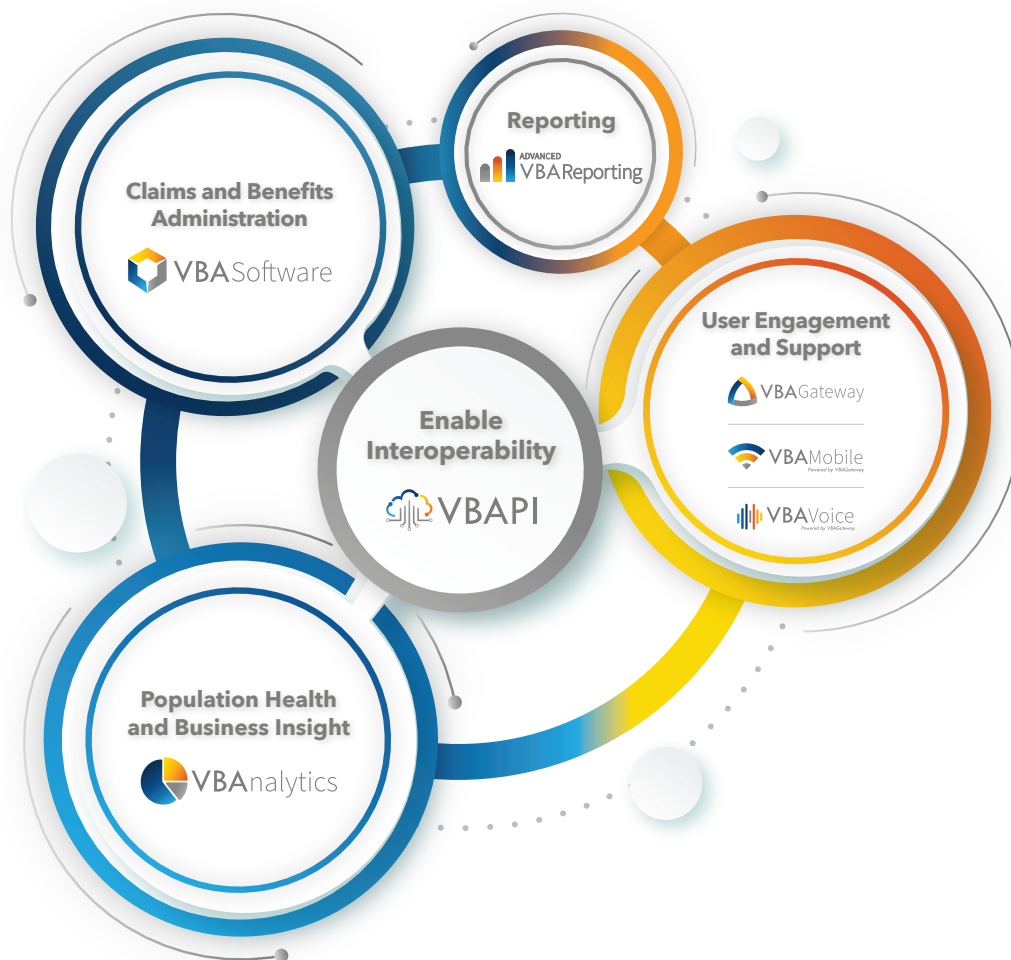 Reporting
ADVANCED
VBAReporting
Claims and Benefits
Administration
VBASoftware
User Engagement
and Support
VBAGateway
VBAMobile
Powered by VBAGateway
VBAVoice
Powered by VBAGateway
Enable
Interoperability
VBAPI
Population Health
and Business Insight
VBAnalytics